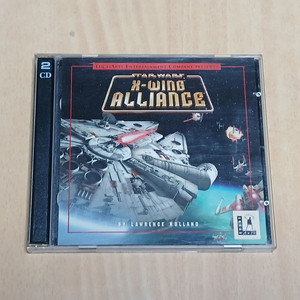 2
CD
STAR WARS
X-WING
ALLIANCE
BY LAWRENCE HOLLAND